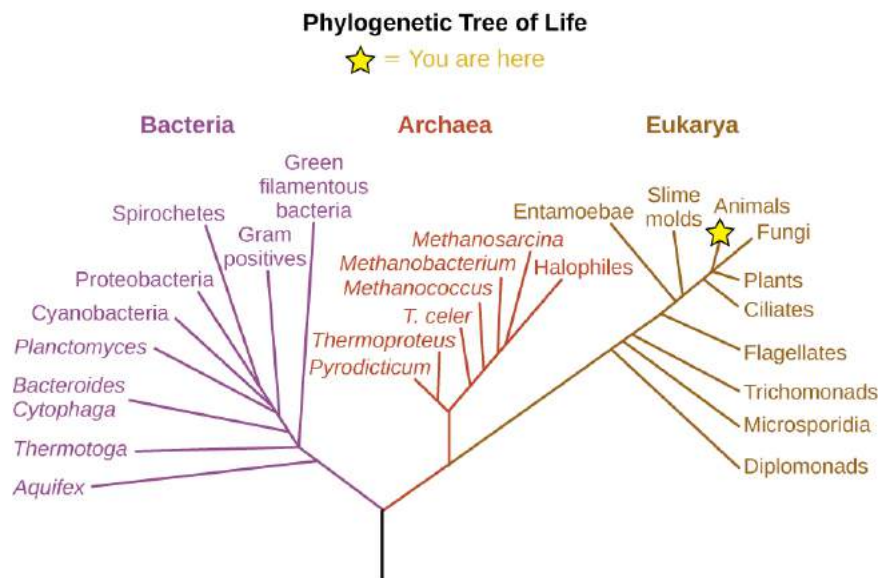 Phylogenetic Tree of Life
= You are here
Bacteria
Archaea
Eukarya
Green
filamentous
bacteria
Spirochetes
Gram
positives
Proteobacteria
Cyanobacteria
Planctomyces
Bacteroides
Cytophaga
Thermotoga
Aquifex
Methanosarcina
Methanobacterium
Halophiles
Methanococcus
T. celer
Thermoproteus
Pyrodicticum
Entamoebae
Slime
molds
Animals
Fungi
Plants
Ciliates
Flagellates
Trichomonads
Microsporidia
Diplomonads